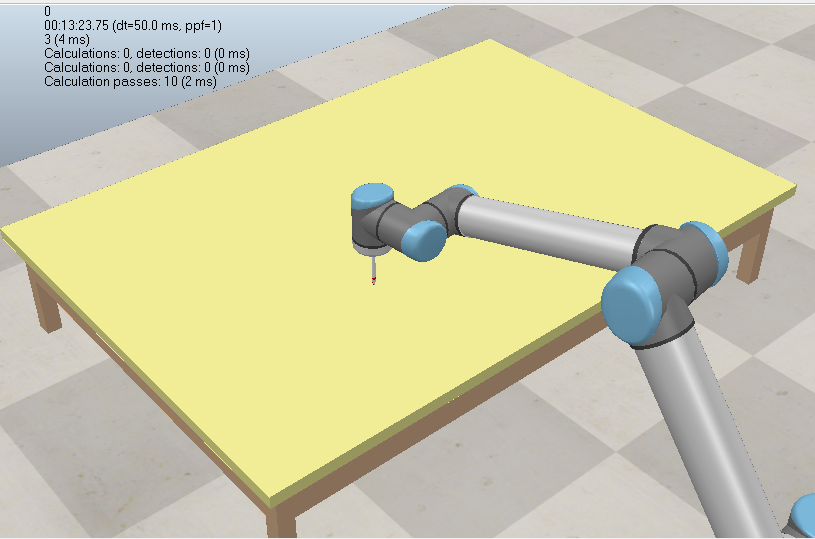 0
00:13:23.75 (dt=50.0 ms, ppf=1)
3 (4 ms)
Calculations: 0, detections: 0 (0 ms)
Calculations: 0, detections: 0 (0 ms)
Calculation passes: 10 (2 ms)